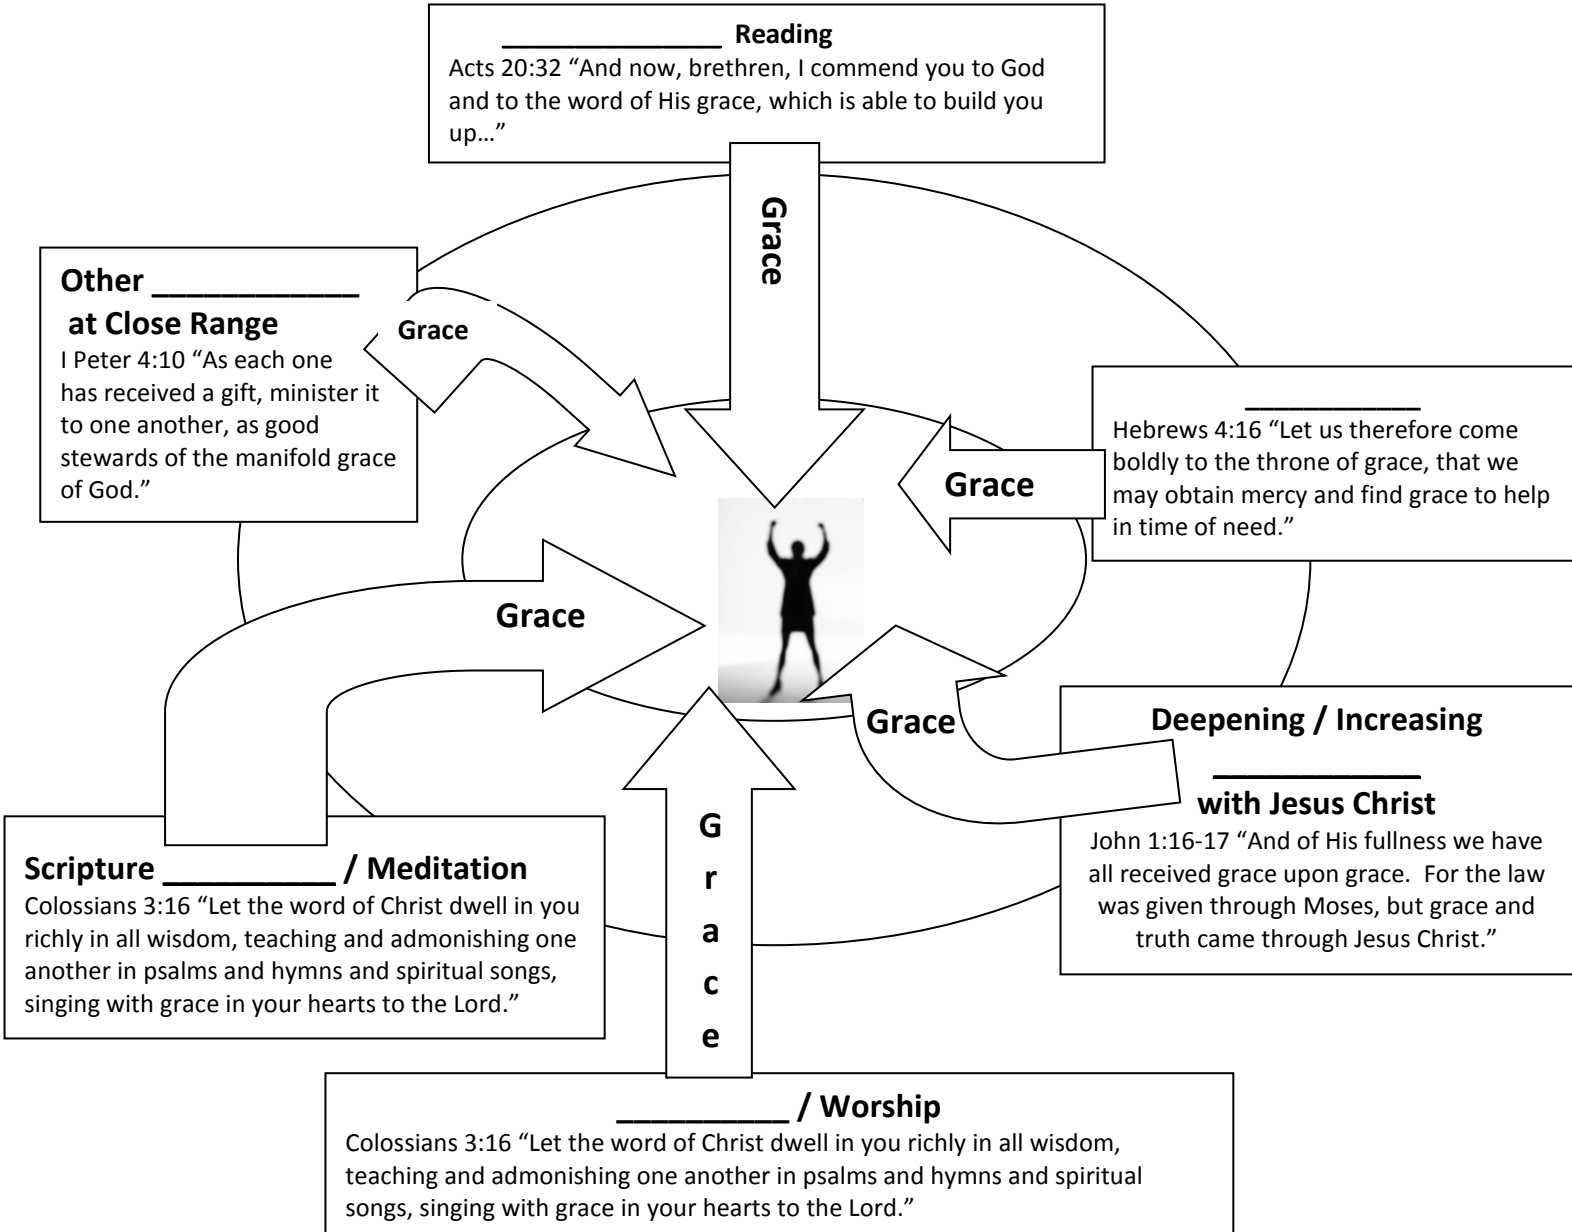 _______________ Reading
Acts 20:32 “And now, brethren, I commend you to God
and to the word of His grace, which is able to build you
up…”
Grace
Other ____________
at Close Range
I Peter 4:10 “As each one
has received a gift, minister it
to one another, as good
stewards of the manifold grace
of God.”
Grace
____________
Hebrews 4:16 “Let us therefore come
boldly to the throne of grace, that we
may obtain mercy and find grace to help
in time of need.”
Grace
Grace
Deepening / Increasing
____________
with Jesus Christ
John 1:16-17 “And of His fullness we have
all received grace upon grace.  For the law
was given through Moses, but grace and
truth came through Jesus Christ.”
Grace
Scripture __________ / Meditation
Colossians 3:16 “Let the word of Christ dwell in you
richly in all wisdom, teaching and admonishing one
another in psalms and hymns and spiritual songs,
singing with grace in your hearts to the Lord.”
G
r
a
c
e
__________ / Worship
Colossians 3:16 “Let the word of Christ dwell in you richly in all wisdom,
teaching and admonishing one another in psalms and hymns and spiritual
songs, singing with grace in your hearts to the Lord.”